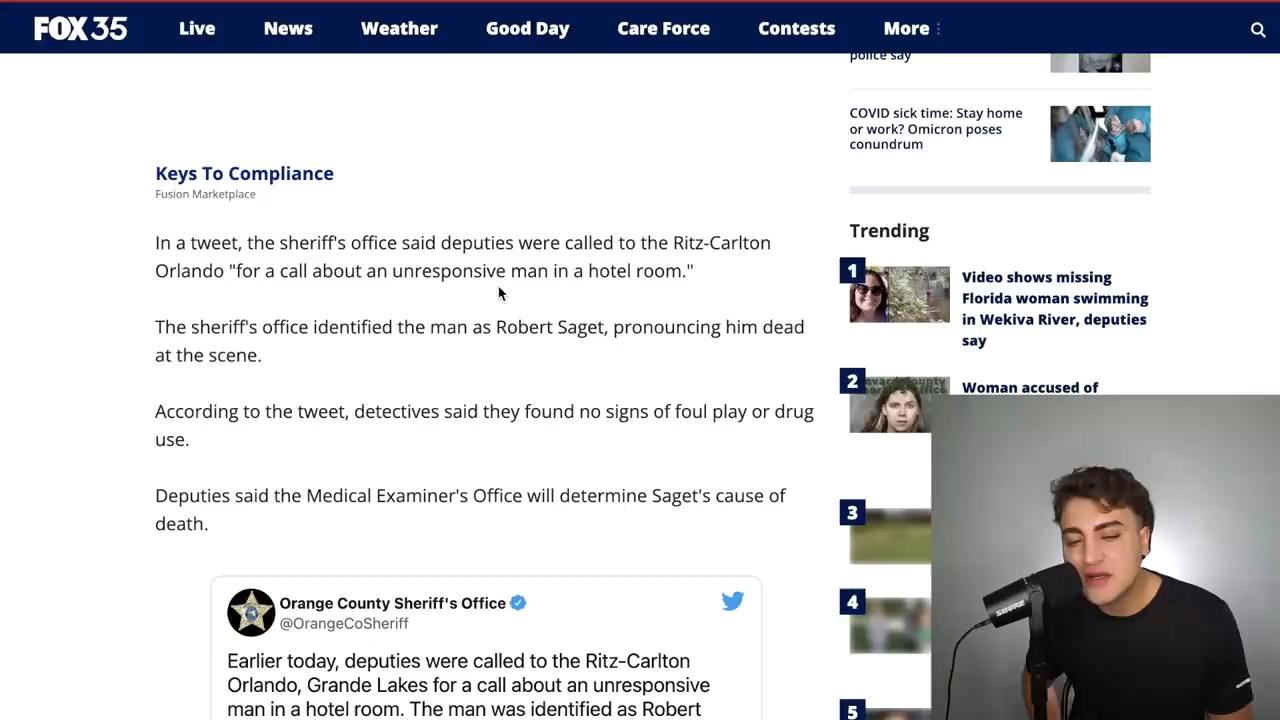 FOX 35 Live News Weather Good Day Care Force Contests More
police say
COVID sick time: Stay home
or work? Omicron poses
conundrum
Keys To Compliance
Fusion Marketplace
In a tweet, the sheriff's office said deputies were called to the Ritz-Carlton
Orlando "for a call about an unresponsive man in a hotel room."
The sheriff's office identified the man as Robert Saget, pronouncing him dead
at the scene.
According to the tweet, detectives said they found no signs of foul play or drug
use.
Deputies said the Medical Examiner's Office will determine Saget's cause of
death.
Orange County Sheriff's Office
@OrangeCoSheriff
Earlier today, deputies were called to the Ritz-Carlton
Orlando, Grande Lakes for a call about an unresponsive
man in a hotel room. The man was identified as Robert
Trending
1
Video shows missing
Florida woman swimming
in Wekiva River, deputies
say
2
Woman accused of
3
4
5
SHURE